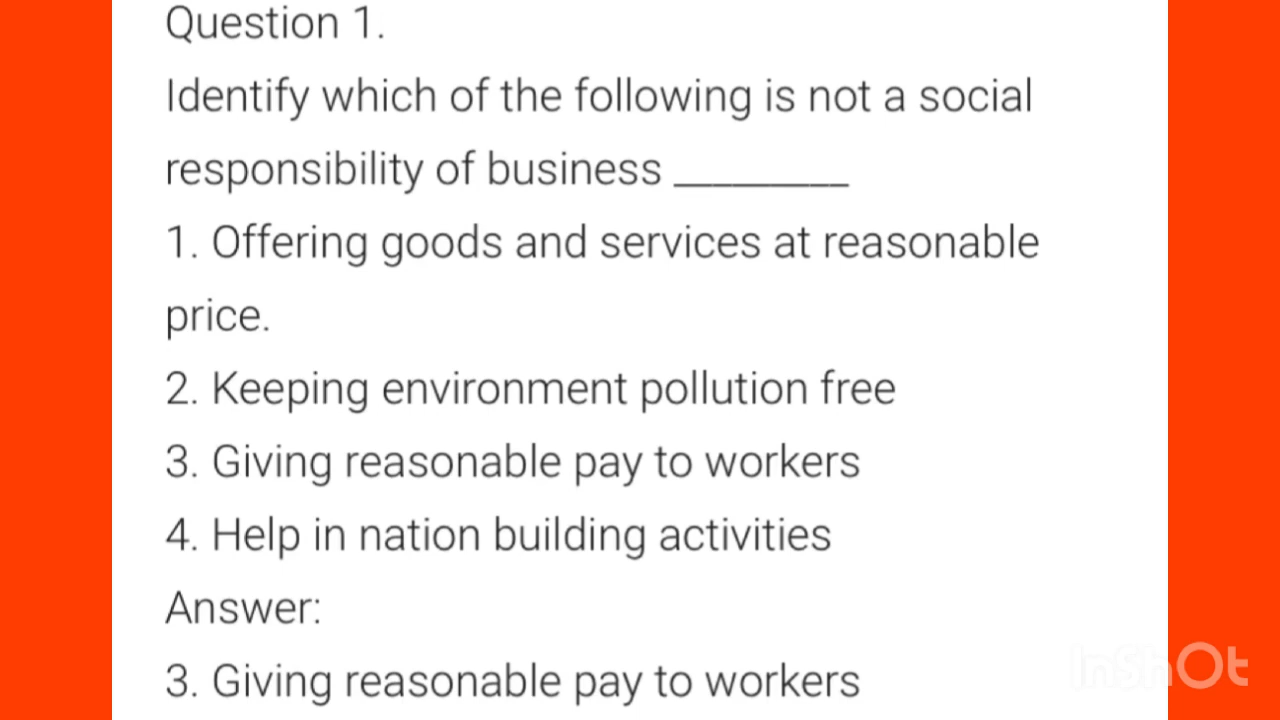 Question 1.
Identify which of the following is not a social
responsibility of business ________
1. Offering goods and services at reasonable
price.
2. Keeping environment pollution free
3. Giving reasonable pay to workers
4. Help in nation building activities
Answer:
3. Giving reasonable pay to workers
InShOt